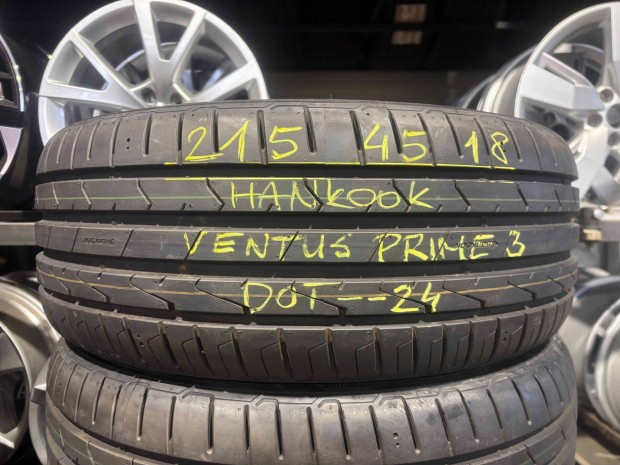 215 45 18
HANKOOK
VENTUS PRIME 3
DOT--24